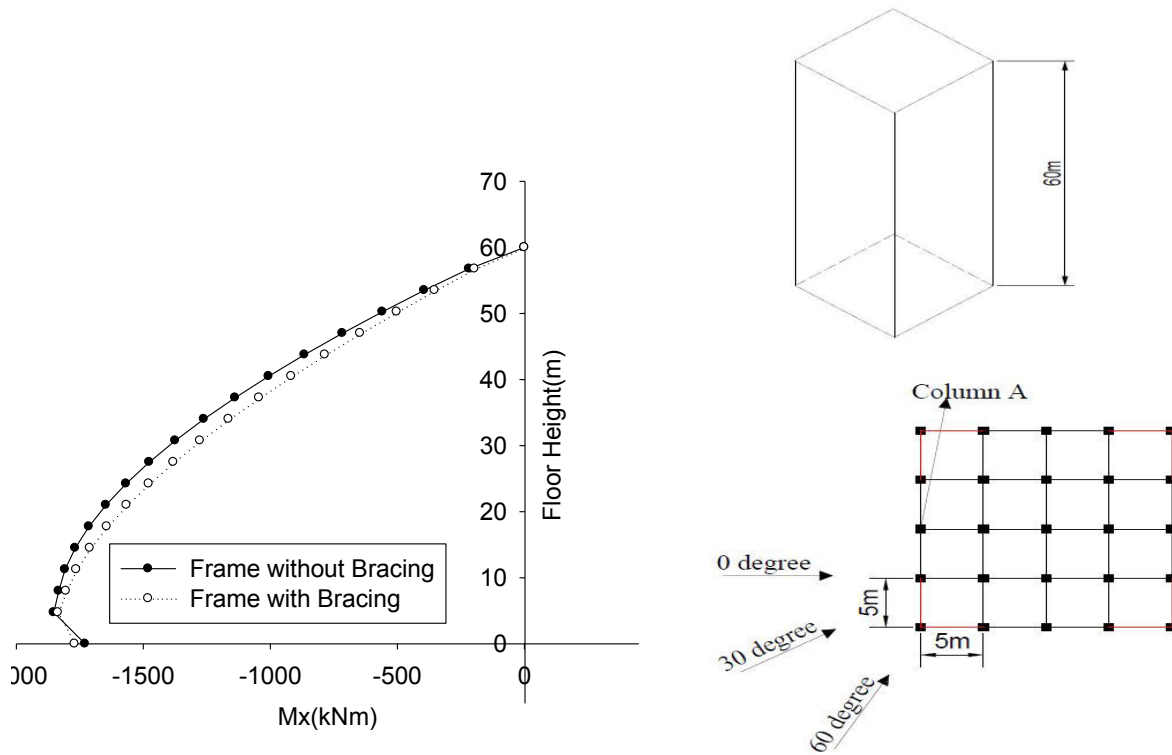 70
60
50
40
30
20
10
0
Floor Height(m)
Frame without Bracing
Frame with Bracing
000
-1500
-1000
-500
0
Mx(kNm)
60m
Column A
0 degree
30 degree
60 degree
5m
5m